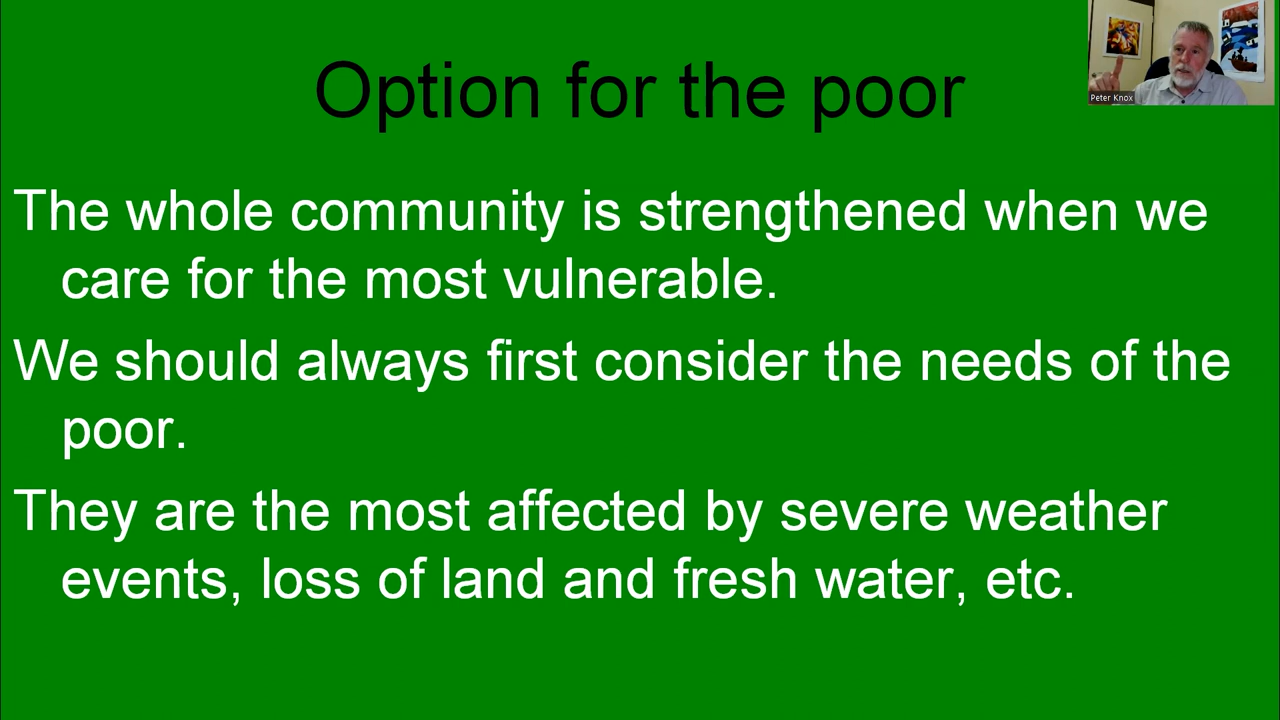 Option for the poor
Peter Knox
The whole community is strengthened when we
care for the most vulnerable.
We should always first consider the needs of the
poor.
They are the most affected by severe weather
events, loss of land and fresh water, etc.